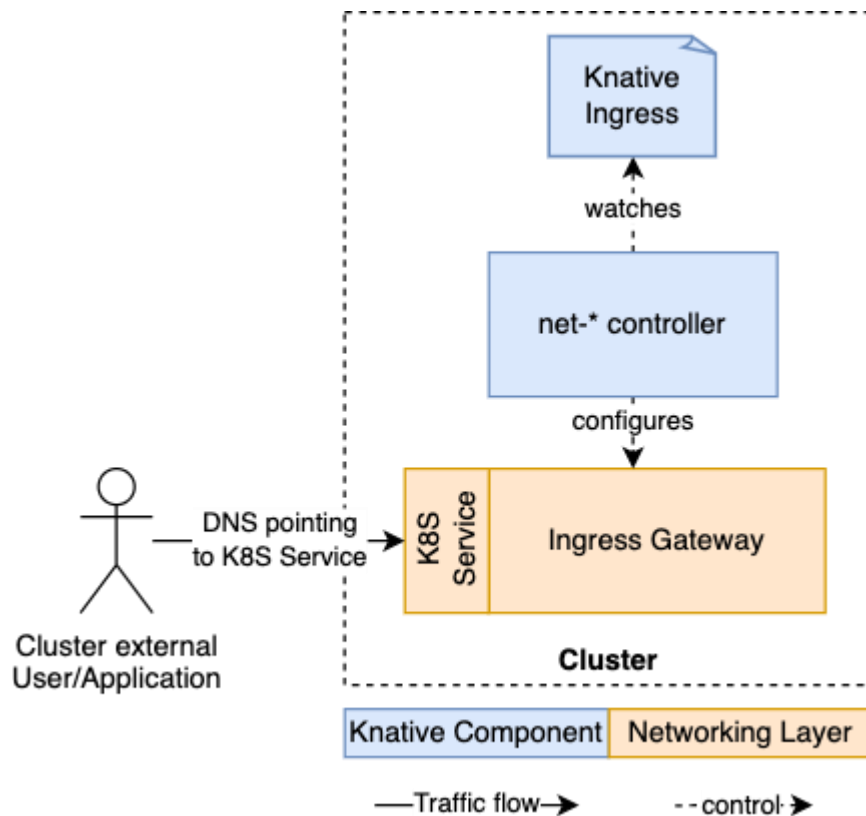 Knative
Ingress
watches
net-* controller
configures
DNS pointing
to K8S Service
K8S
Service
Ingress Gateway
Cluster external
User/Application
Cluster
Knative Component
Networking Layer
Traffic flow
control